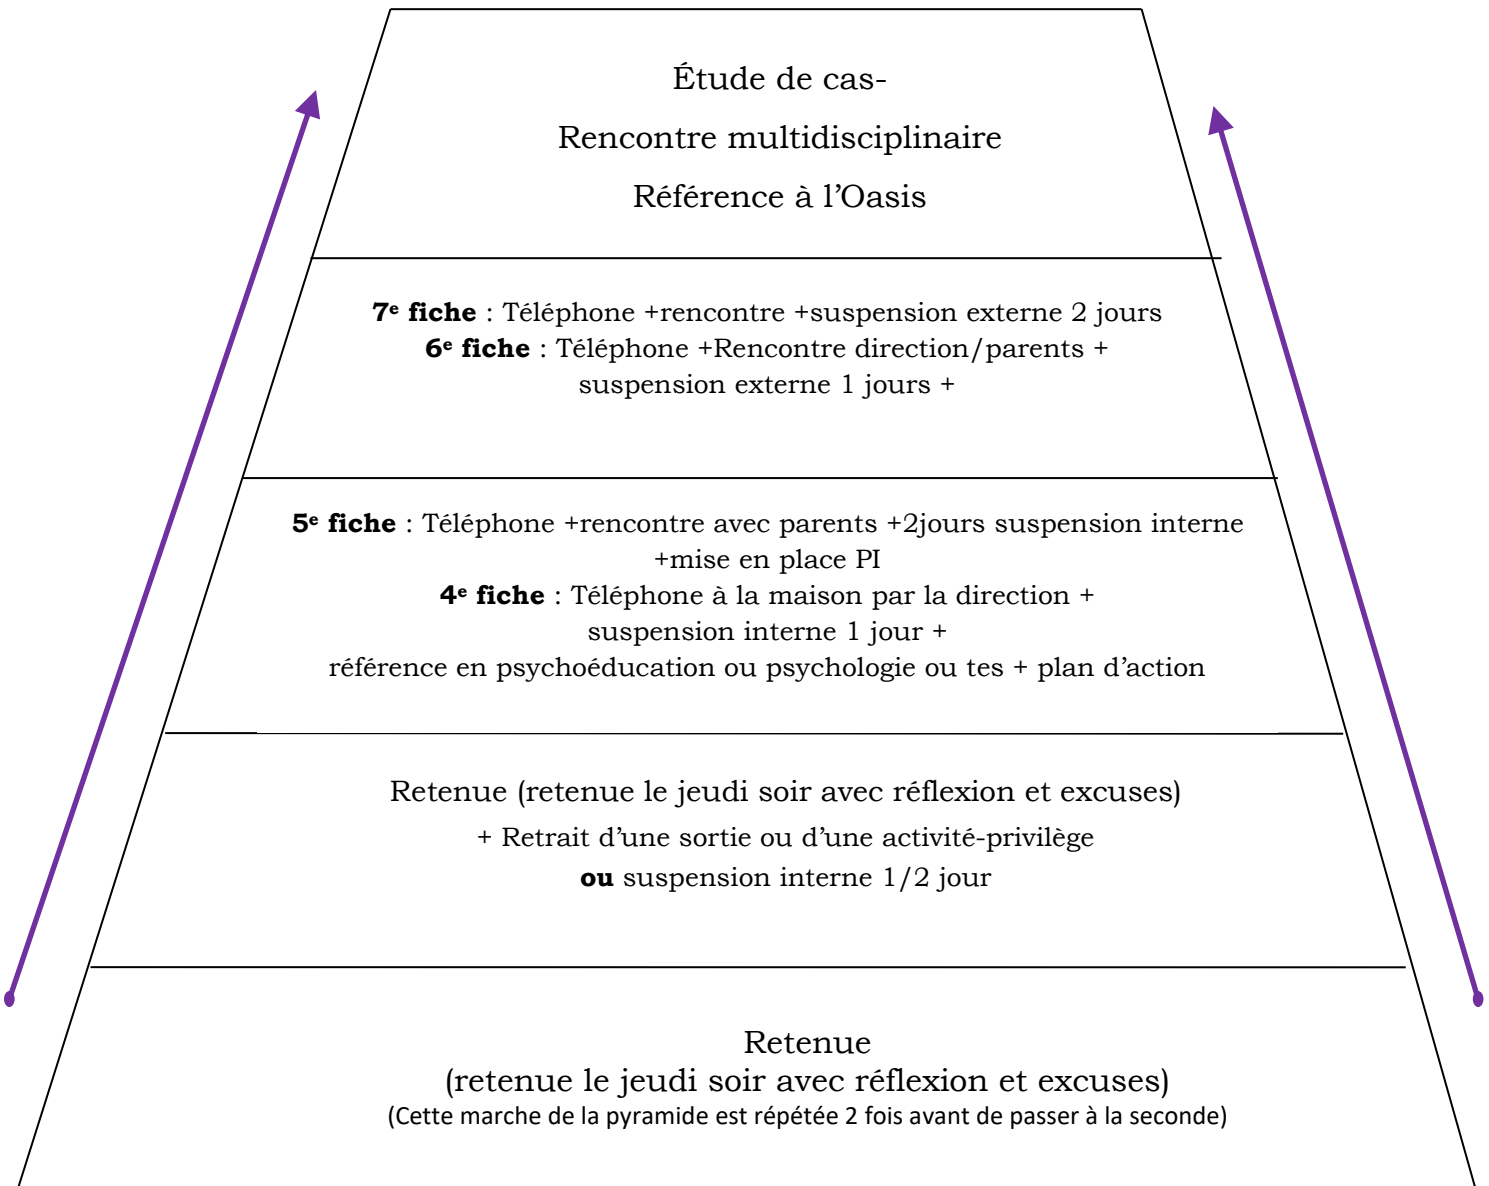 Étude de cas-
Rencontre multidisciplinaire
Référence à l’Oasis
7e fiche : Téléphone +rencontre +suspension externe 2 jours
6e fiche : Téléphone +Rencontre direction/parents +
suspension externe 1 jours +
5e fiche : Téléphone +rencontre avec parents +2jours suspension interne
+mise en place PI
4e fiche : Téléphone à la maison par la direction +
suspension interne 1 jour +
référence en psychoéducation ou psychologie ou tes + plan d’action
Retenue (retenue le jeudi soir avec réflexion et excuses)
+ Retrait d’une sortie ou d’une activité-privilège
ou suspension interne 1/2 jour
Retenue
(retenue le jeudi soir avec réflexion et excuses)
(Cette marche de la pyramide est répétée 2 fois avant de passer à la seconde)